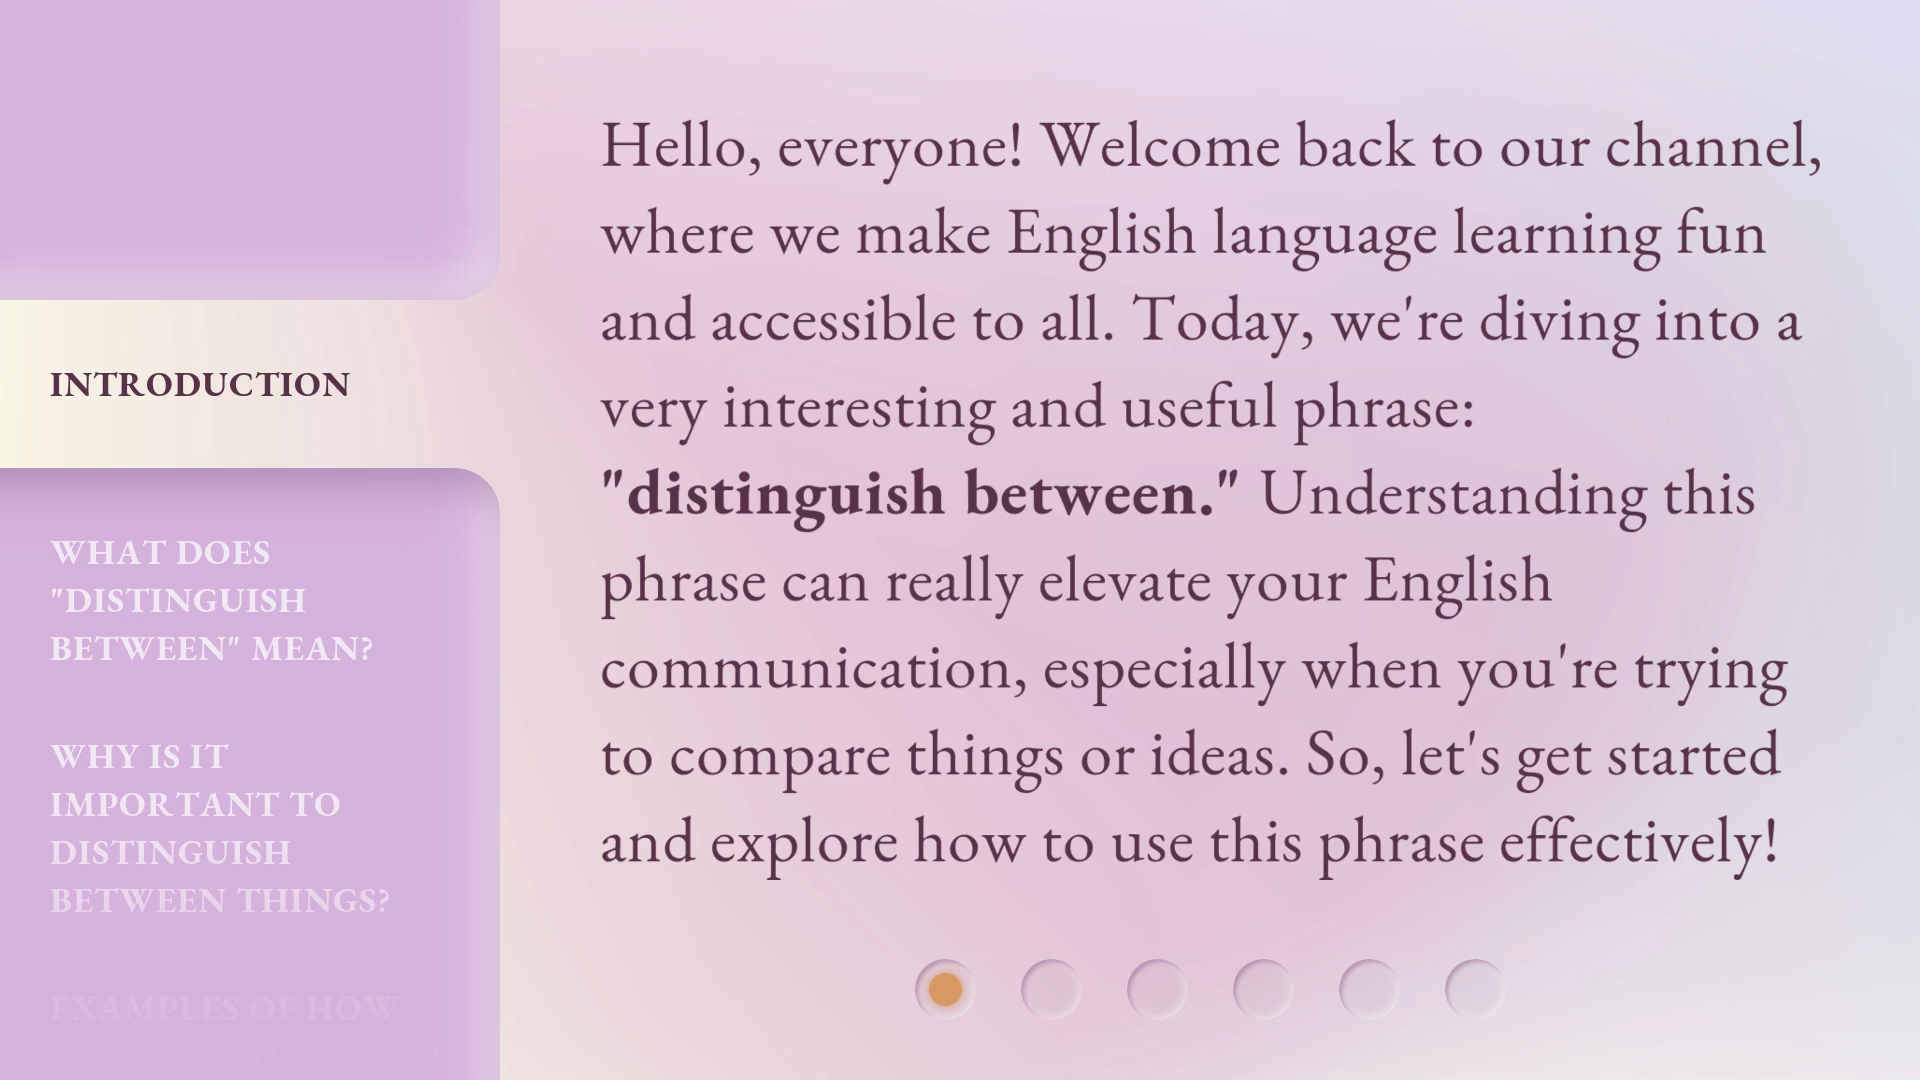 INTRODUCTION
WHAT DOES
"DISTINGUISH
BETWEEN" MEAN?
WHY IS IT
IMPORTANT TO
DISTINGUISH
BETWEEN THINGS?
EXAMPLES OF HOW
Hello, everyone! Welcome back to our channel,
where we make English language learning fun
and accessible to all. Today, we're diving into a
very interesting and useful phrase:
"distinguish between." Understanding this
phrase can really elevate your English
communication, especially when you're trying
to compare things or ideas. So, let's get started
and explore how to use this phrase effectively!